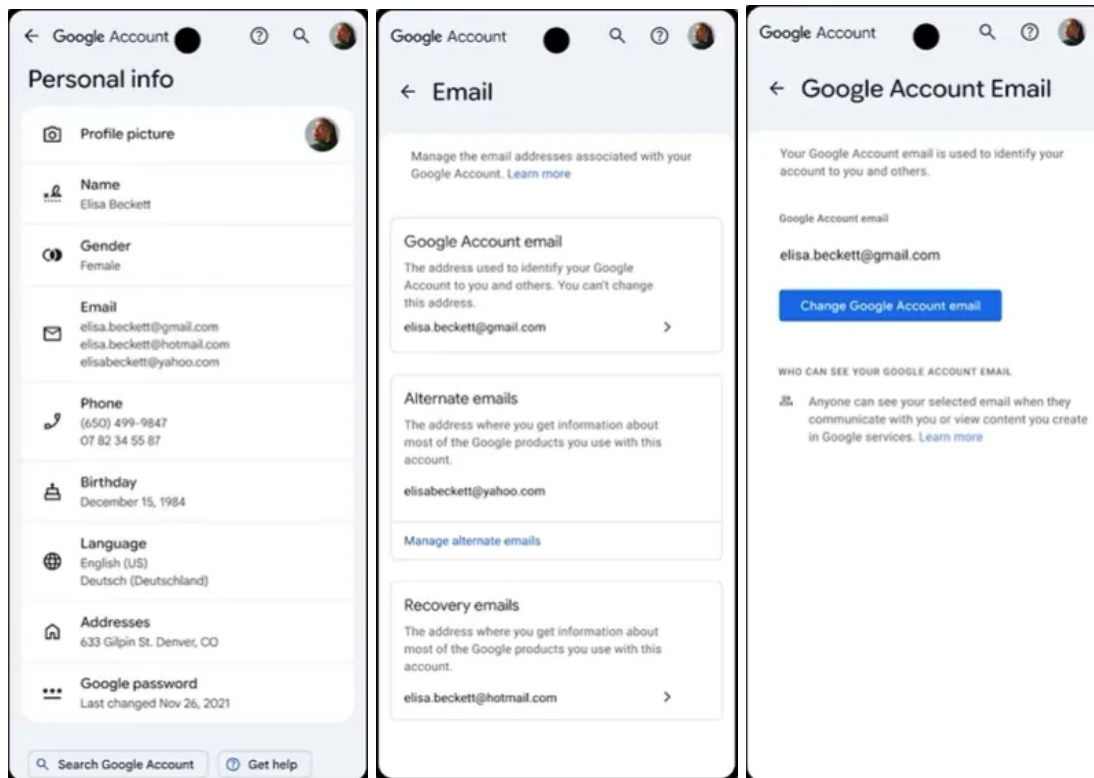 Google Account
Personal info
Profile picture
Name
Elisa Beckett
Gender
Female
Email
elisa.beckett@gmail.com
elisa.beckett@hotmail.com
elisabeckett@yahoo.com
Phone
(650) 499-9847
07 82 34 55 87
Birthday
December 15, 1984
Language
English (US)
Deutsch (Deutschland)
Addresses
633 Gilpin St. Denver, CO
Google password
Last changed Nov 26, 2021
Search Google Account
Get help
Google Account
Email
Manage the email addresses associated with your
Google Account. Learn more
Google Account email
The address used to identify your Google
Account to you and others. You can't change
this address.
elisa.beckett@gmail.com
Alternate emails
The address where you get information about
most of the Google products you use with this
account.
elisabeckett@yahoo.com
Manage alternate emails
Recovery emails
The address where you get information about
most of the Google products you use with this
account.
elisa.beckett@hotmail.com
Google Account
Google Account Email
Your Google Account email is used to identify your
account to you and others.
Google Account email
elisa.beckett@gmail.com
Change Google Account email
WHO CAN SEE YOUR GOOGLE ACCOUNT EMAIL
Anyone can see your selected email when they
communicate with you or view content you create
in Google services. Learn more